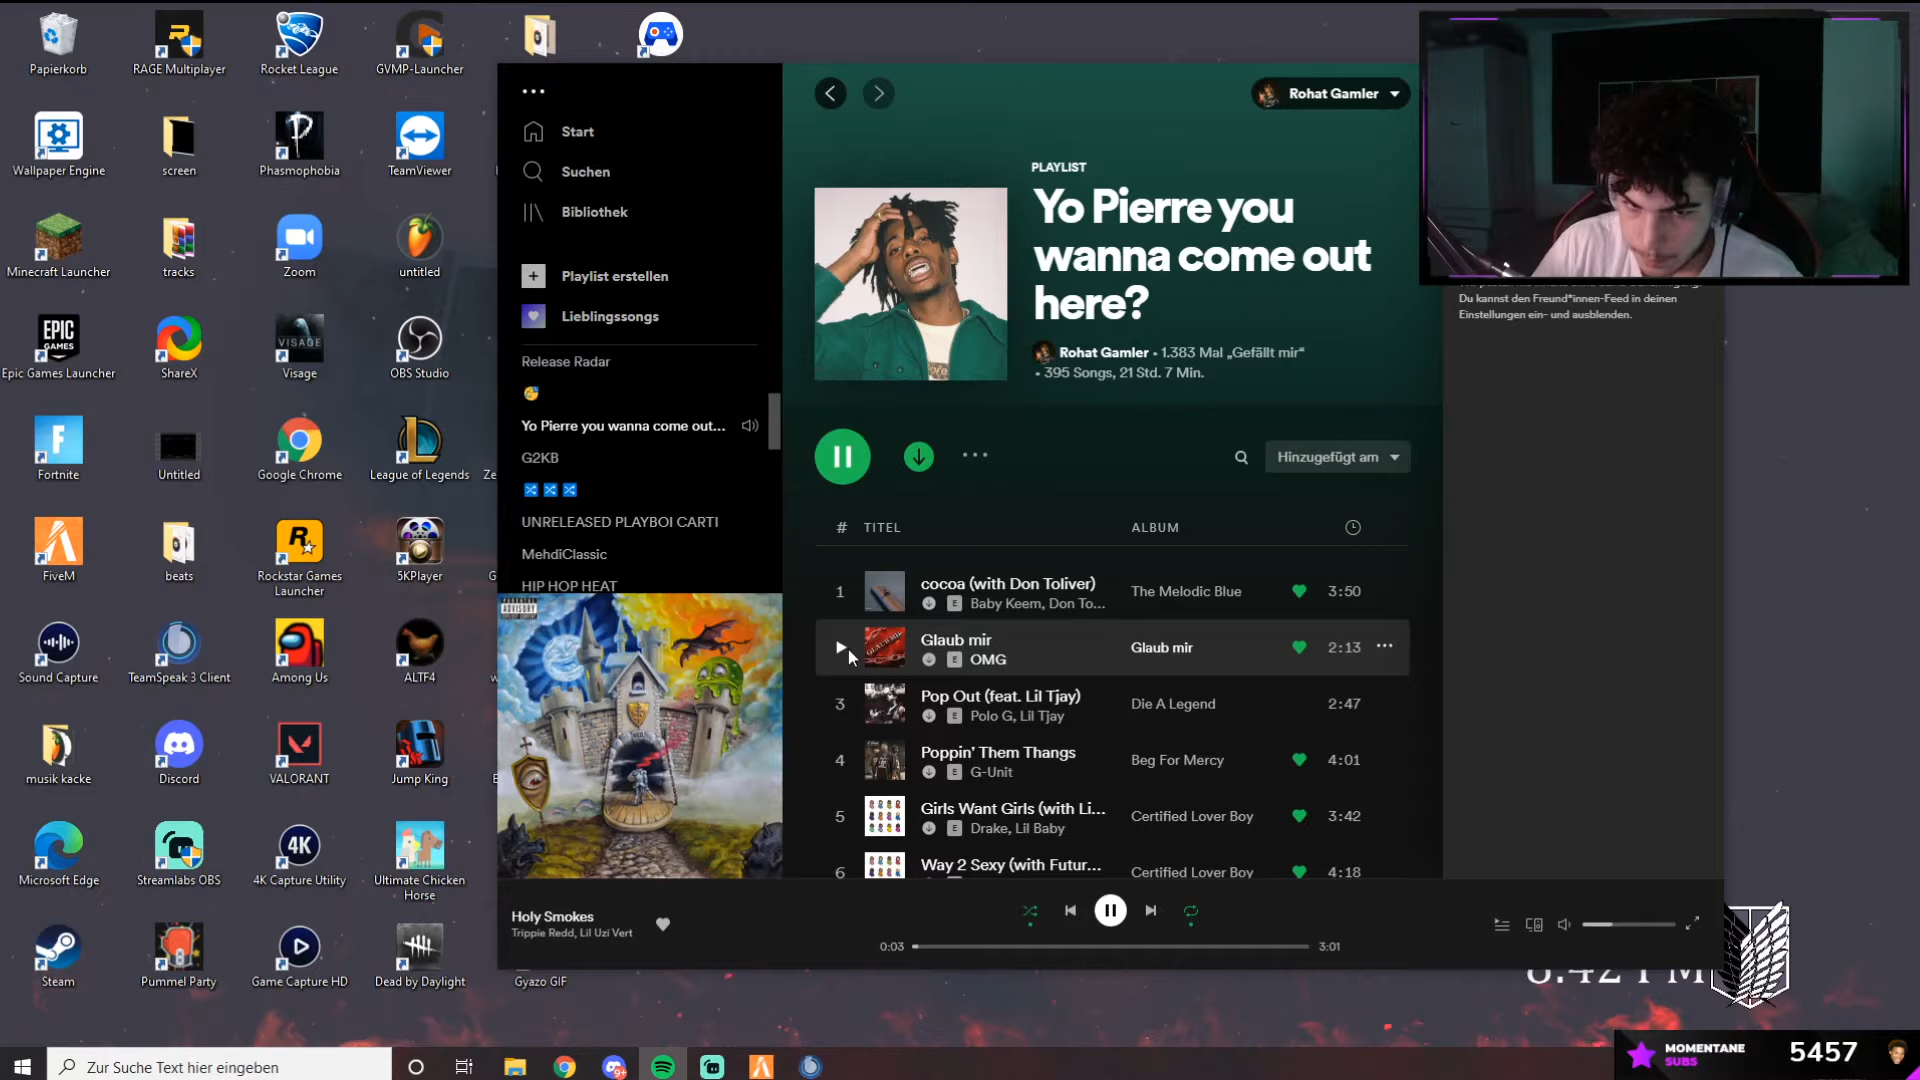 Papierkorb
RAGE Multiplayer
Rocket League
GVMP-Launcher
Wallpaper Engine
screen
Phasmophobia
TeamViewer
Minecraft Launcher
tracks
Zoom
untitled
EPIC
GAMES
VISAGE
Epic Games Launcher
ShareX
Visage
OBS Studio
Fortnite
Untitled
Google Chrome
League of Legends
Ze
FiveM
beats
Rockstar Games
Launcher
5KPlayer
G
Sound Capture
TeamSpeak 3 Client
Among Us
ALTF4
musik kacke
Discord
VALORANT
Jump King
4K
Microsoft Edge
Streamlabs OBS
4K Capture Utility
Ultimate Chicken
Horse
Steam
Pummel Party
Game Capture HD
Dead by Daylight
Gyazo GIF
Start
Suchen
Bibliothek
Playlist erstellen
Lieblingssongs
Release Radar
Yo Pierre you wanna come out...
G2KB
UNRELEASED PLAYBOI CARTI
MehdiClassic
HIP HOP HEAT
Rohat Gamler
PLAYLIST
Yo Pierre you
wanna come out
here?
Rohat Gamler • 1.383 Mal „Gefällt mir“
• 395 Songs, 21 Std. 7 Min.
Hinzugefügt am
# TITEL ALBUM
1 cocoa (with Don Toliver) The Melodic Blue 3:50
E Baby Keem, Don To...
Glaub mir Glaub mir 2:13
E OMG
3 Pop Out (feat. Lil Tjay) Die A Legend 2:47
E Polo G, Lil Tjay
4 Poppin' Them Thangs Beg For Mercy 4:01
E G-Unit
5 Girls Want Girls (with Li... Certified Lover Boy 3:42
E Drake, Lil Baby
6 Way 2 Sexy (with Futur... Certified Lover Boy 4:18
Du kannst den Freund*innen-Feed in deinen
Einstellungen ein- und ausblenden.
Holy Smokes
Trippie Redd, Lil Uzi Vert
0:03 3:01
8:42 PM
Zur Suche Text hier eingeben
MOMENTANE
SUBS
5457